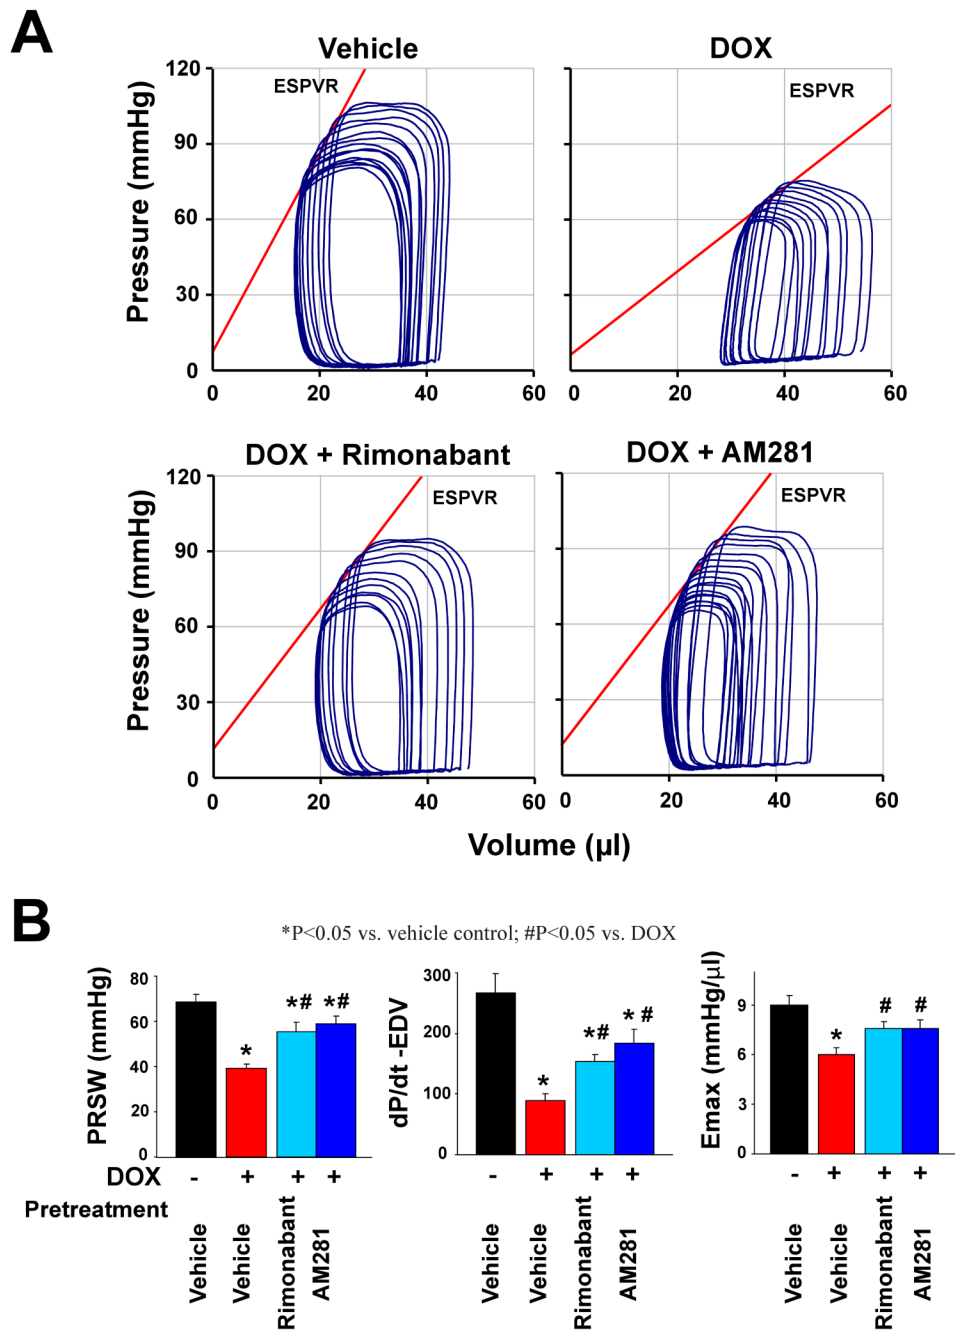 A
Vehicle
DOX
Pressure (mmHg)
120
90
60
30
0
ESPVR
ESPVR
0 20 40 60
0 20 40 60
DOX + Rimonabant
DOX + AM281
Pressure (mmHg)
120
90
60
30
0
ESPVR
ESPVR
0 20 40 60
0 20 40 60
Volume (µl)
B
*P<0.05 vs. vehicle control; #P<0.05 vs. DOX
PRSW (mmHg)
80
60
40
20
0
*
*#
*#
dP/dt -EDV
300
200
100
0
*
*#
* #
Emax (mmHg/µl)
9
6
3
0
*
#
#
DOX - + + + - + + + - + + +
Pretreatment
Vehicle
Vehicle
Rimonabant
AM281
Vehicle
Vehicle
Rimonabant
AM281
Vehicle
Vehicle
Rimonabant
AM281